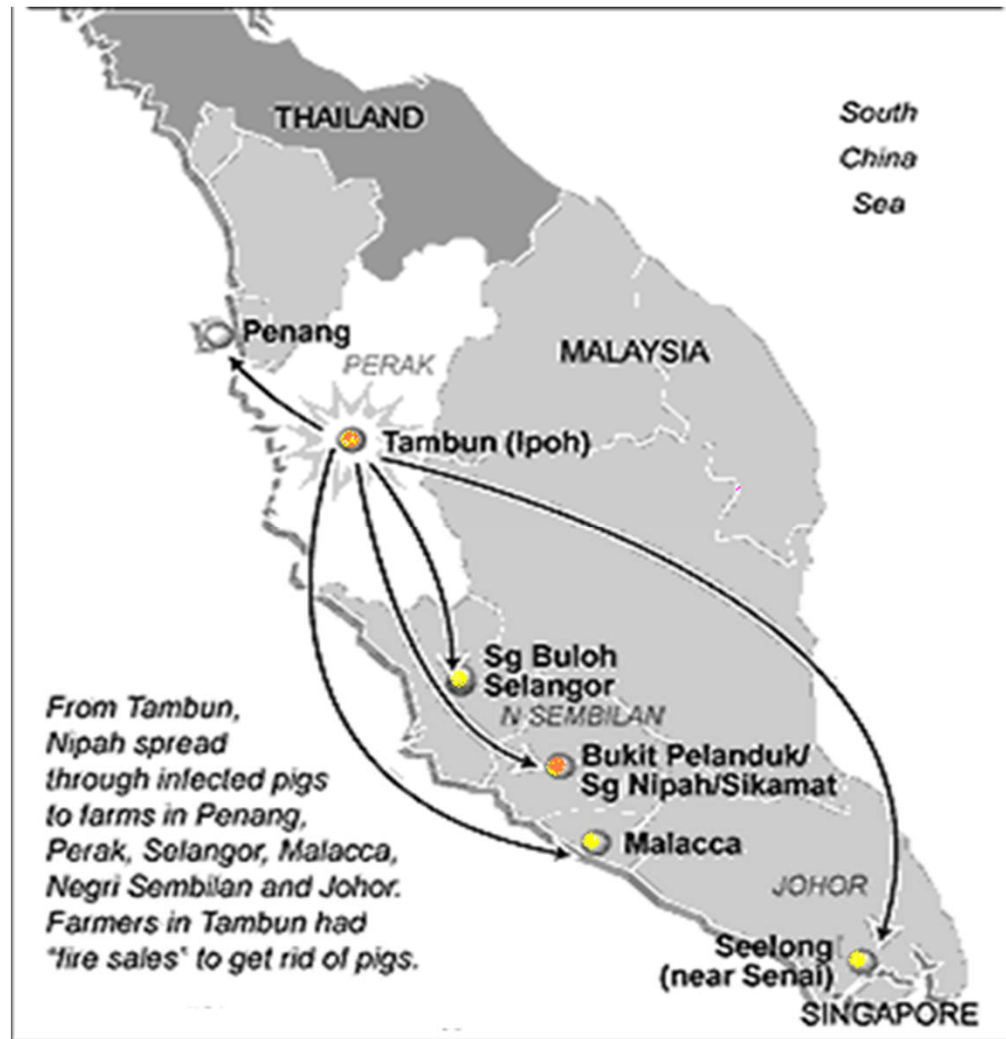 THAILAND
South
China
Sea
Penang
PERAK
MALAYSIA
Tambun (Ipoh)
Sg Buloh
Selangor
N SEMBILAN
Bukit Pelanduk/
Sg Nipah/Sikamat
Malacca
JOHOR
Seelong
(near Senai)
SINGAPORE
From Tambun,
Nipah spread
through infected pigs
to farms in Penang,
Perak, Selangor, Malacca,
Negri Sembilan and Johor.
Farmers in Tambun had
"fire sales" to get rid of pigs.